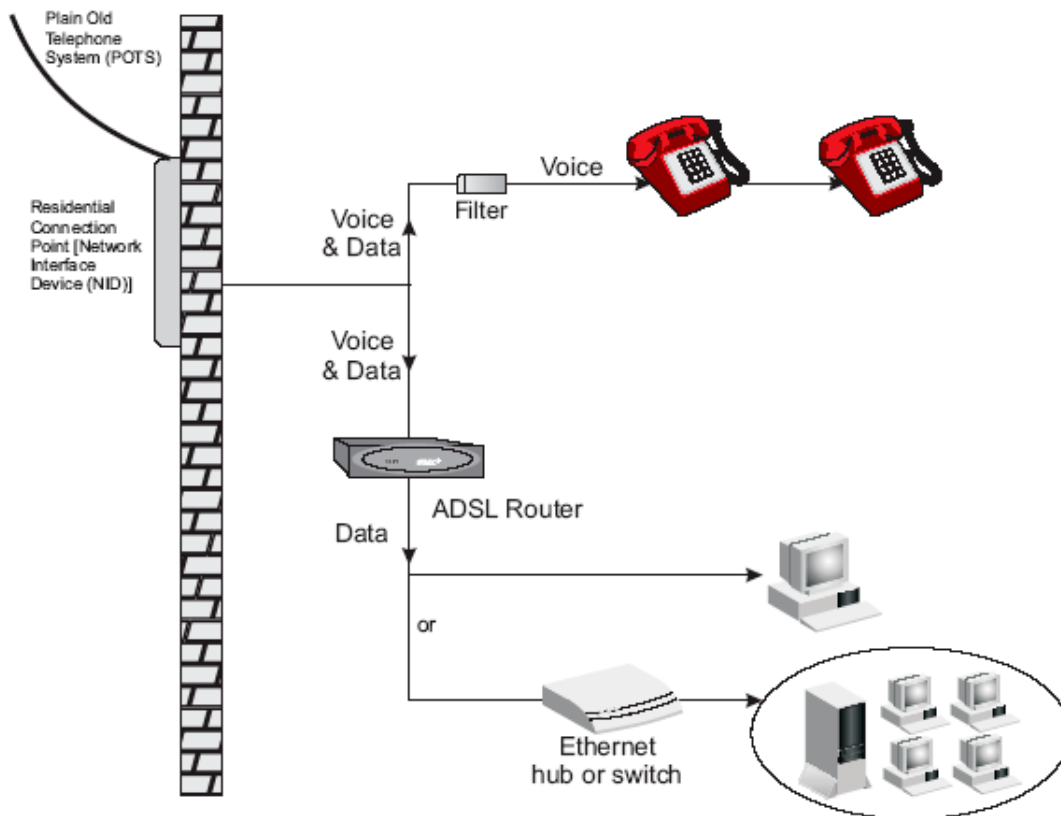 Plain Old
Telephone
System (POTS)
Residential
Connection
Point [Network
Interface
Device (NID)]
Voice
& Data
Filter
Voice
Voice
& Data
ADSL Router
Data
or
Ethernet
hub or switch